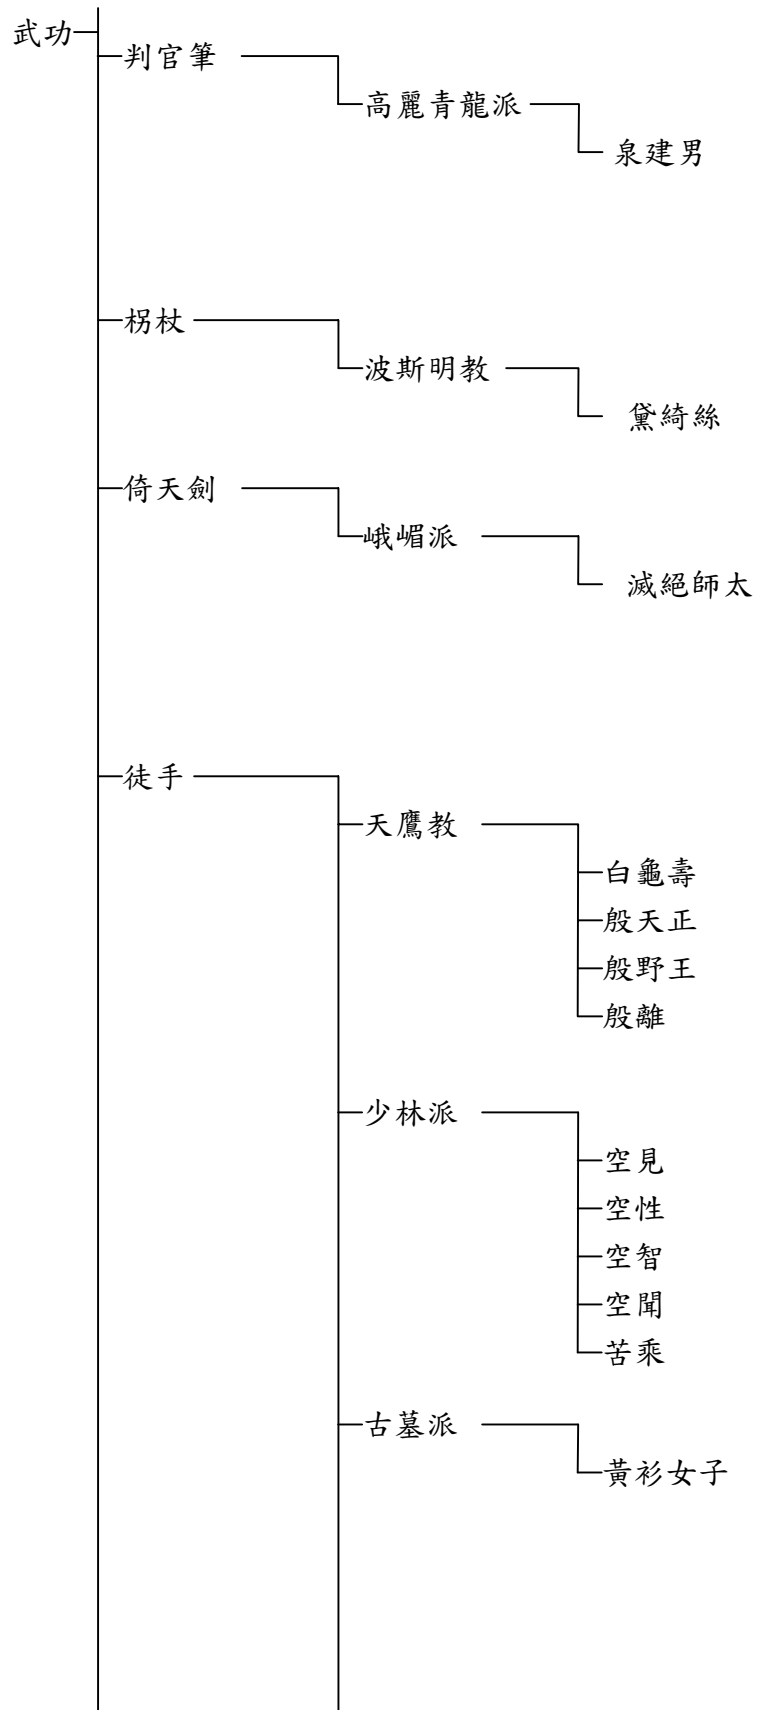 武功
判官筆
高麗青龍派
泉建男
柺杖
波斯明教
黛綺絲
倚天劍
峨嵋派
滅絕師太
徒手
天鷹教
白龜壽
殷天正
殷野王
殷離
少林派
空見
空性
空智
空聞
苦乘
古墓派
黃衫女子